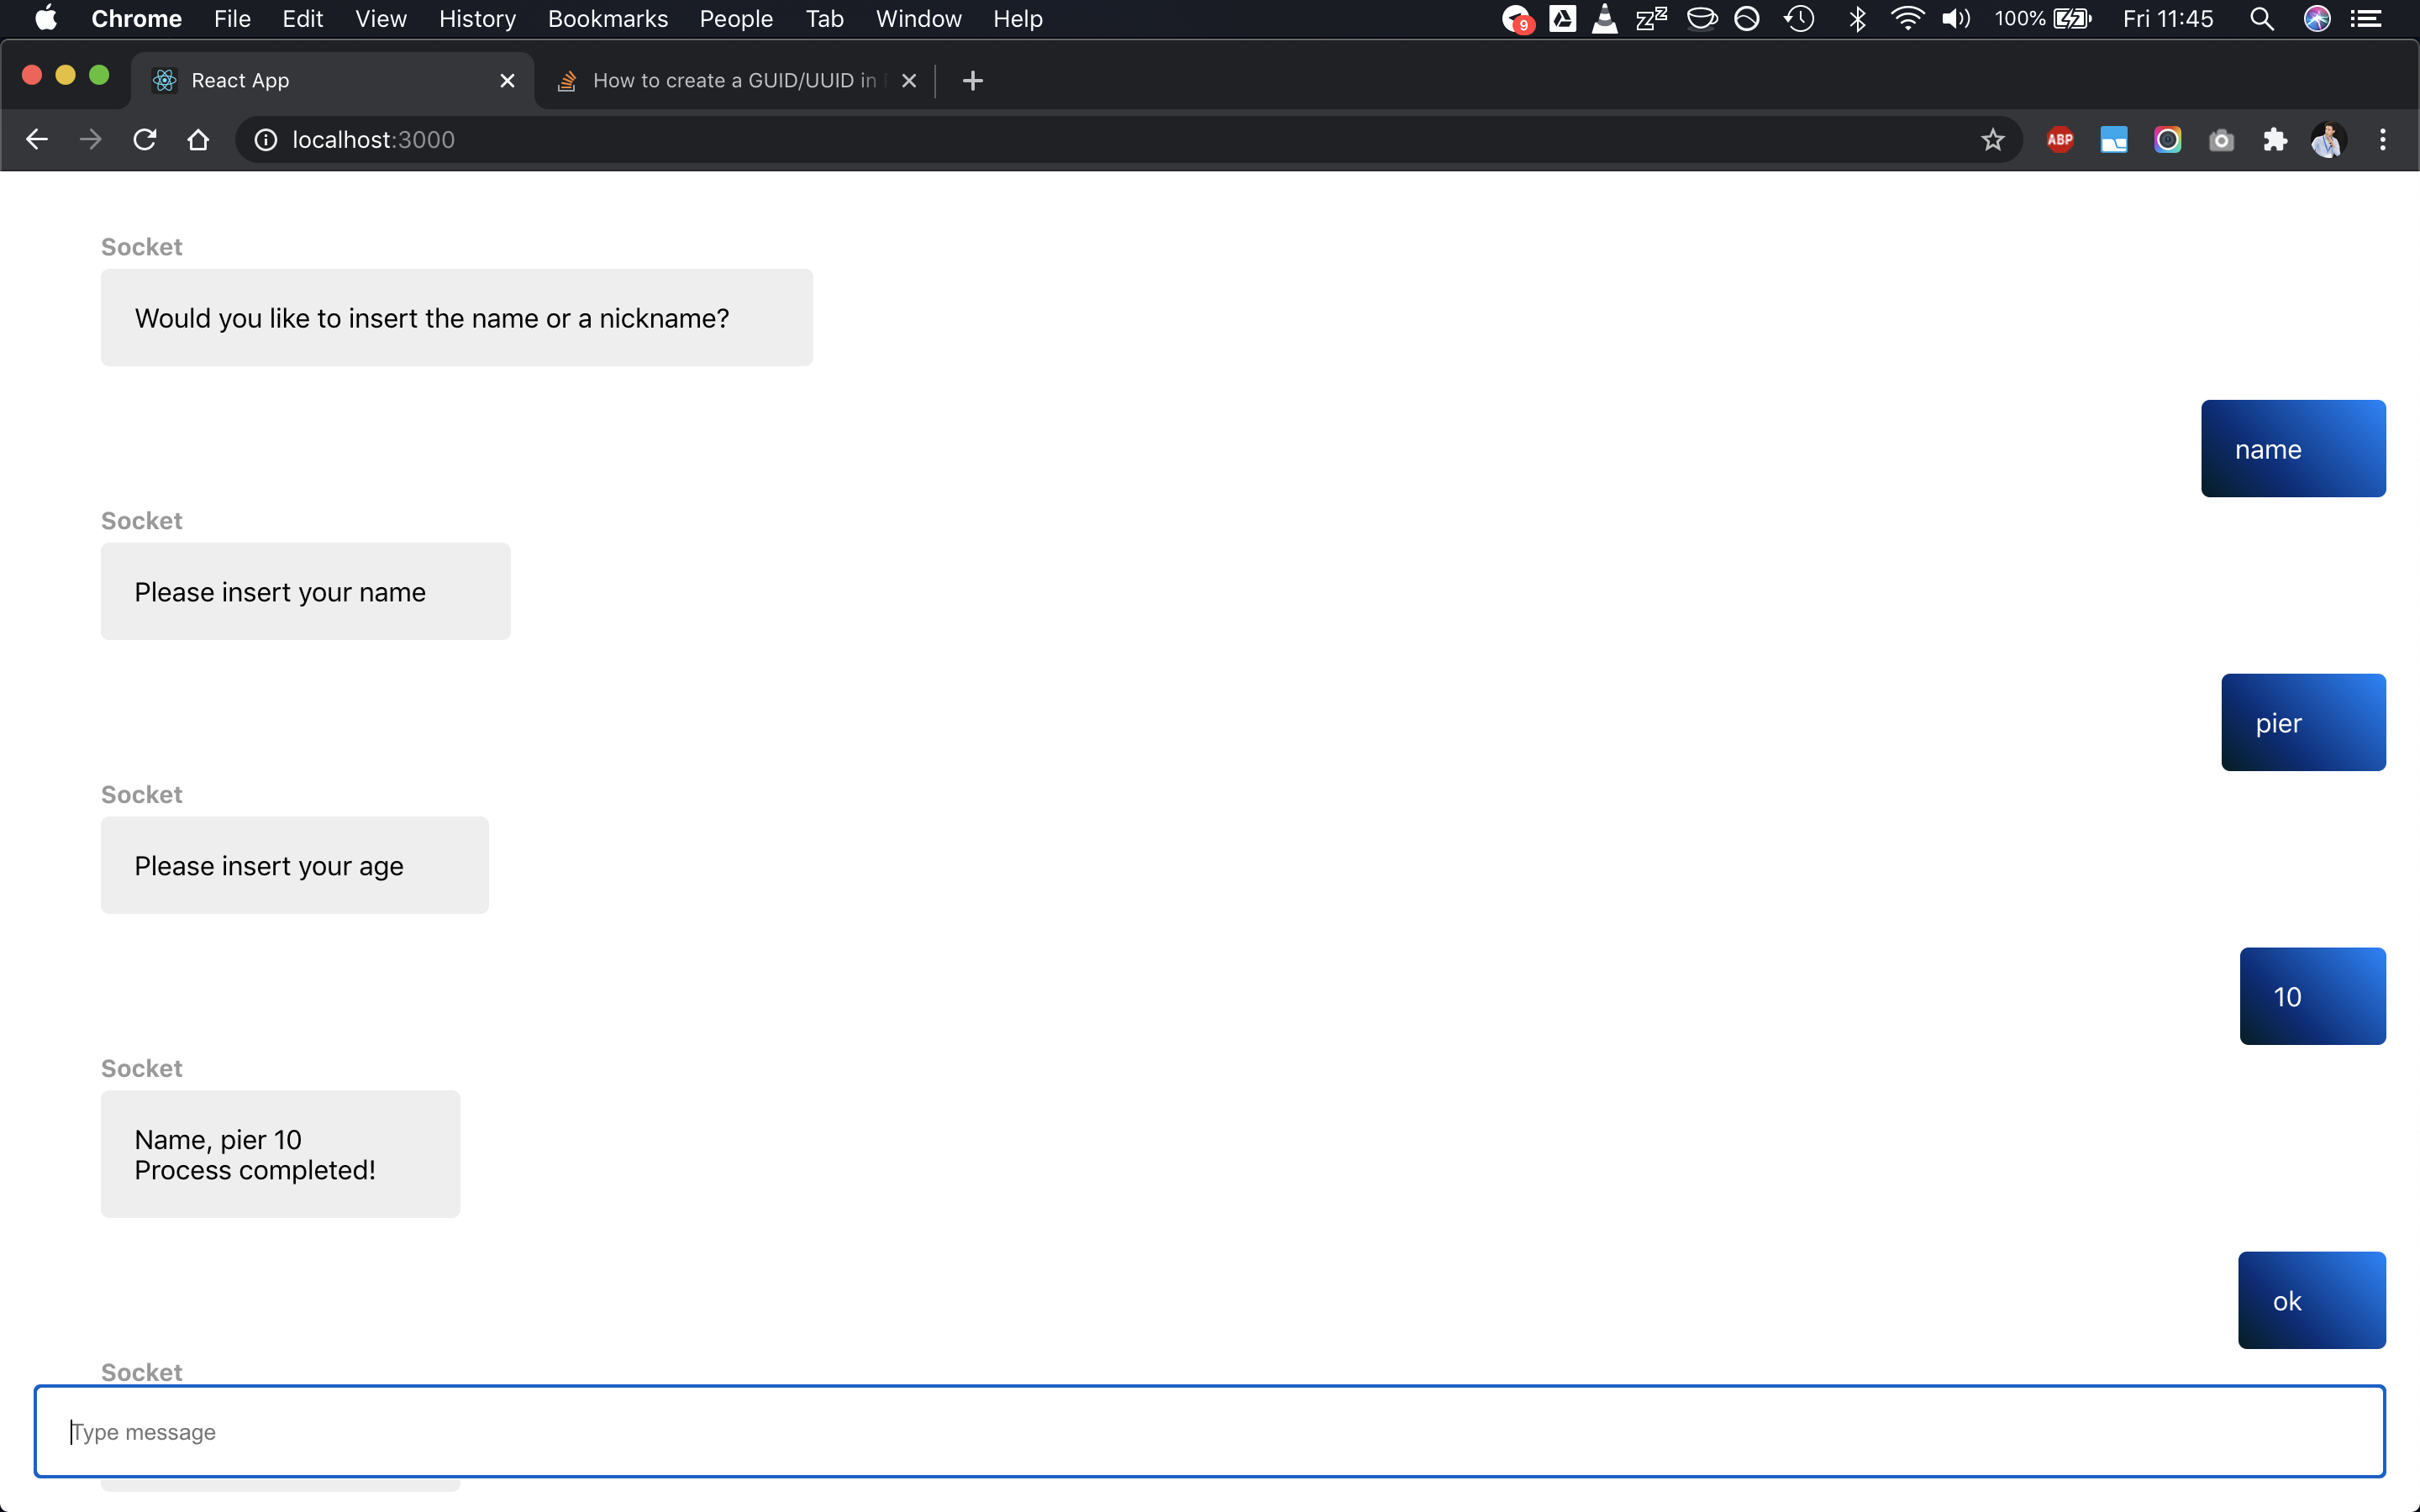 Chrome File Edit View History Bookmarks People Tab Window Help 9 100% Fri 11:45
React App How to create a GUID/UUID in
localhost:3000 ABP
Socket
Would you like to insert the name or a nickname?
name
Socket
Please insert your name
pier
Socket
Please insert your age
10
Socket
Name, pier 10
Process completed!
ok
Socket
Type message